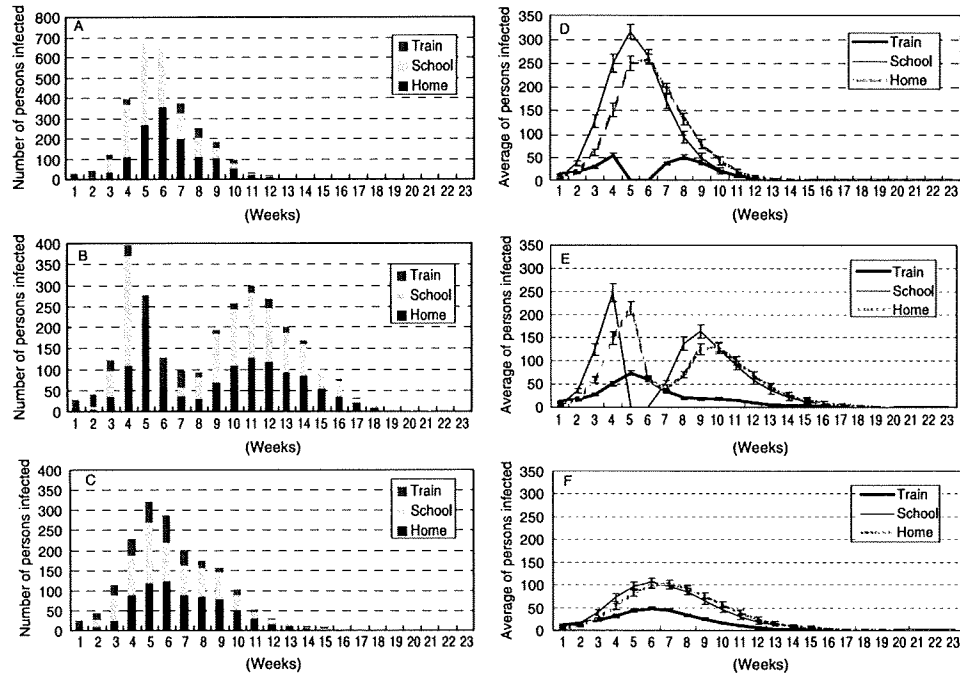 A
Number of persons infected
800
700
600
500
400
300
200
100
0
Train
School
Home
1 2 3 4 5 6 7 8 9 10 11 12 13 14 15 16 17 18 19 20 21 22 23
(Weeks)
D
Average of persons infected
350
300
250
200
150
100
50
0
Train
School
Home
1 2 3 4 5 6 7 8 9 10 11 12 13 14 15 16 17 18 19 20 21 22 23
(Weeks)
B
Number of persons infected
400
350
300
250
200
150
100
50
0
Train
School
Home
1 2 3 4 5 6 7 8 9 10 11 12 13 14 15 16 17 18 19 20 21 22 23
(Weeks)
E
Average of persons infected
350
300
250
200
150
100
50
0
Train
School
Home
1 2 3 4 5 6 7 8 9 10 11 12 13 14 15 16 17 18 19 20 21 22 23
(Weeks)
C
Number of persons infected
400
350
300
250
200
150
100
50
0
Train
School
Home
1 2 3 4 5 6 7 8 9 10 11 12 13 14 15 16 17 18 19 20 21 22 23
(Weeks)
F
Average of persons infected
350
300
250
200
150
100
50
0
Train
School
Home
1 2 3 4 5 6 7 8 9 10 11 12 13 14 15 16 17 18 19 20 21 22 23
(Weeks)